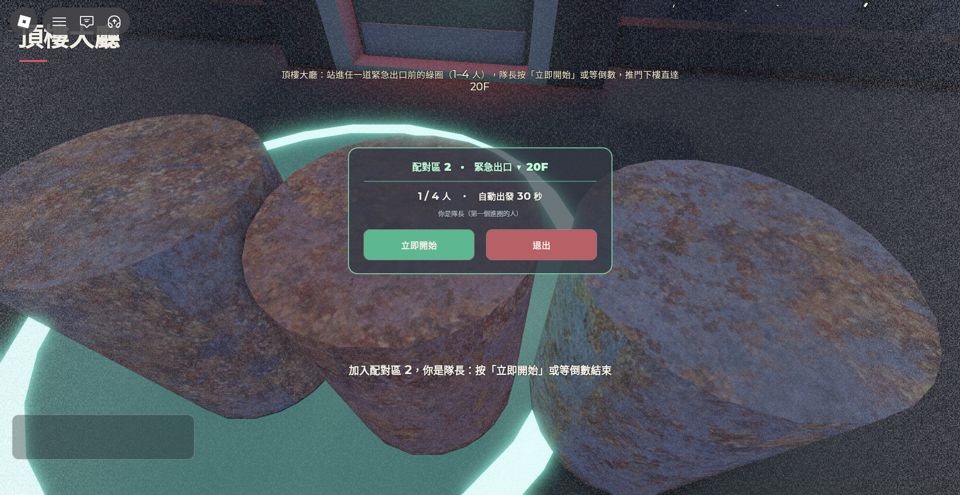 頂樓大廳
頂樓大廳：站進任一道緊急出口前的綠圈（1–4 人），隊長按「立即開始」或等倒數，推門下樓直達
20F
配對區 2 • 緊急出口 ▼ 20F
1 / 4 人 • 自動出發 30 秒
你是隊長（第一個進圈的人）
立即開始
退出
加入配對區 2，你是隊長：按「立即開始」或等倒數結束